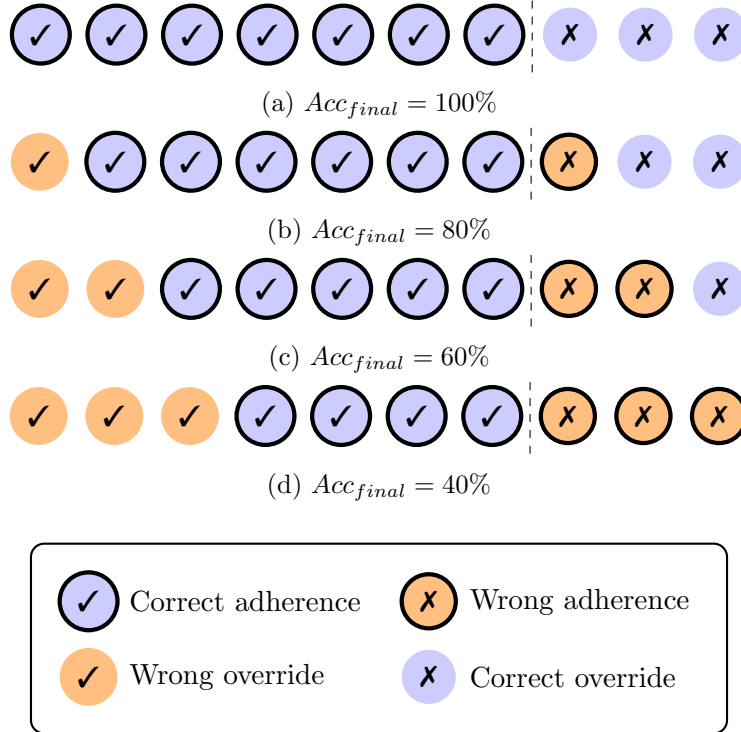 ✓ ✓ ✓ ✓ ✓ ✓ ✓ ✗ ✗ ✗
(a) Acc_final = 100%
✓ ✓ ✓ ✓ ✓ ✓ ✓ ✗ ✗ ✗
(b) Acc_final = 80%
✓ ✓ ✓ ✓ ✓ ✓ ✓ ✗ ✗ ✗
(c) Acc_final = 60%
✓ ✓ ✓ ✓ ✓ ✓ ✓ ✗ ✗ ✗
(d) Acc_final = 40%
✓ Correct adherence ✗ Wrong adherence
✓ Wrong override ✗ Correct override